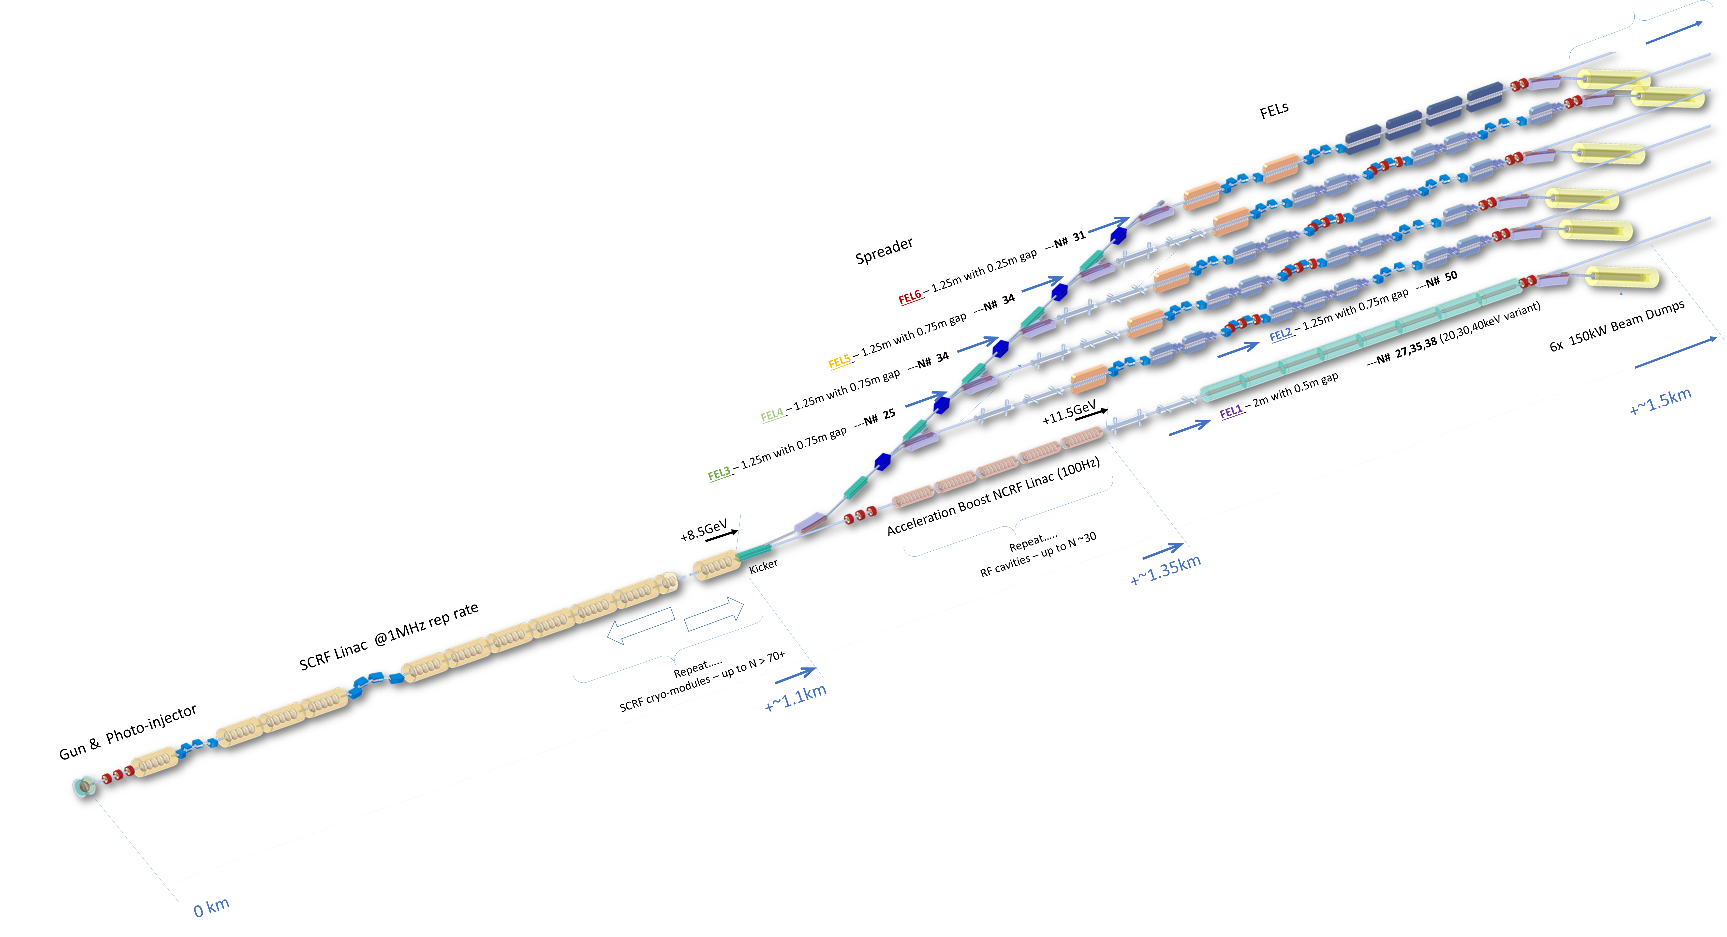 FELs
Spreader
FEL6 – 1.25m with 0.25m gap ---N# 31
FEL5 – 1.25m with 0.75m gap ---N# 34
FEL4 – 1.25m with 0.75m gap ---N# 34
FEL3 – 1.25m with 0.75m gap ---N# 25
FEL2 – 1.25m with 0.75m gap ---N# 50
FEL1 – 2m with 0.5m gap ---N# 27,35,38 (20,30,40keV variant)
6x 150kW Beam Dumps
+~1.5km
+11.5GeV
Acceleration Boost NCRF Linac (100Hz)
Repeat.....
RF cavities – up to N ~30
+~1.35km
+8.5GeV
Kicker
SCRF Linac @1MHz rep rate
Repeat.....
SCRF cryo-modules – up to N > 70+
+~1.1km
Gun & Photo-injector
0 km